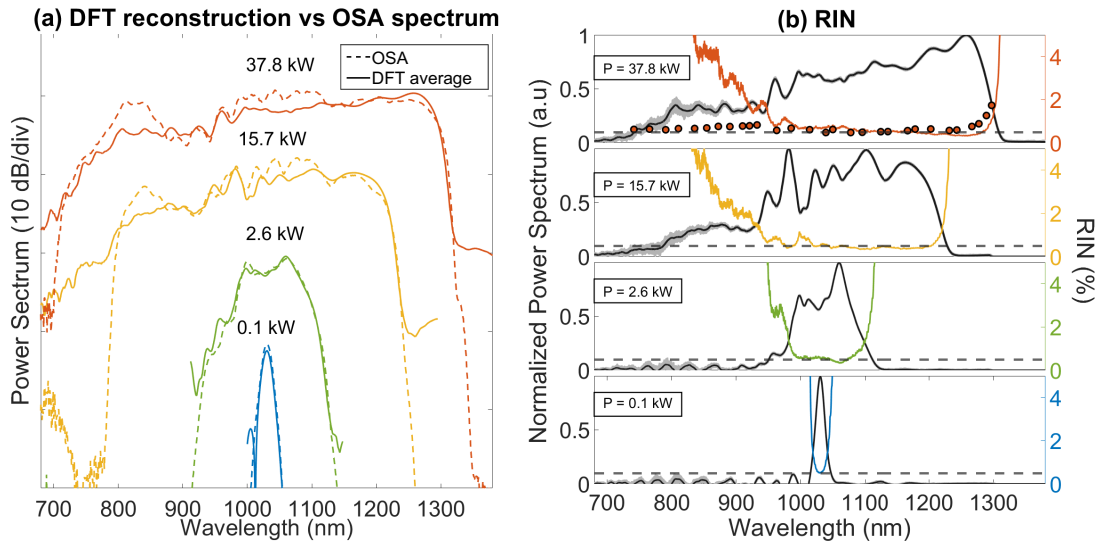 (a) DFT reconstruction vs OSA spectrum
OSA
DFT average
37.8 kW
15.7 kW
2.6 kW
0.1 kW
Power Sectrum (10 dB/div)
700 800 900 1000 1100 1200 1300
Wavelength (nm)
(b) RIN
P = 37.8 kW
P = 15.7 kW
P = 2.6 kW
P = 0.1 kW
1
0.5
0
0.5
0
0.5
0
0.5
0
4
2
0
4
2
0
4
2
0
4
2
0
Normalized Power Spectrum (a.u)
RIN (%)
700 800 900 1000 1100 1200 1300
Wavelength (nm)